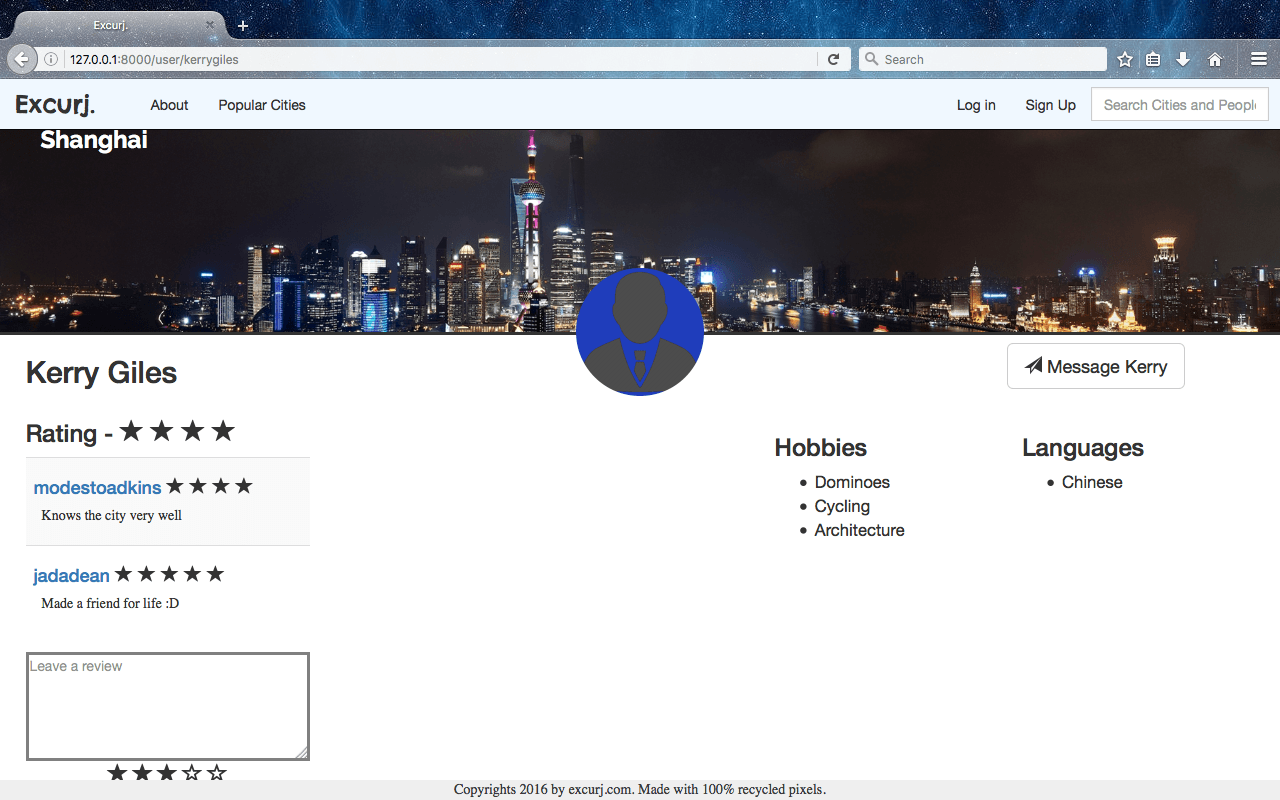 Excurj.
127.0.0.1:8000/user/kerrygiles
Search
Excurj.
About
Popular Cities
Log in
Sign Up
Search Cities and People
Shanghai
Kerry Giles
Message Kerry
Rating - ★ ★ ★ ★
modestoadkins ★ ★ ★ ★
Knows the city very well
jadadean ★ ★ ★ ★ ★
Made a friend for life :D
Hobbies
• Dominoes
• Cycling
• Architecture
Languages
• Chinese
Leave a review
★ ★ ★ ☆ ☆
Copyrights 2016 by excurj.com. Made with 100% recycled pixels.